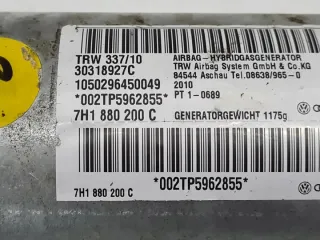 TRW 337/10
30318927C
1050296450049
*002TP5962855*
7H1 880 200 C
AIRBAG-HYBRIDGASGENERATOR
TRW Airbag System GmbH & Co.KG
84544 Aschau Tel.08638/965-0
2010
PT 1-0689
GENERATORGEWICHT 1175g
*002TP5962855*
7H1 880 200 C